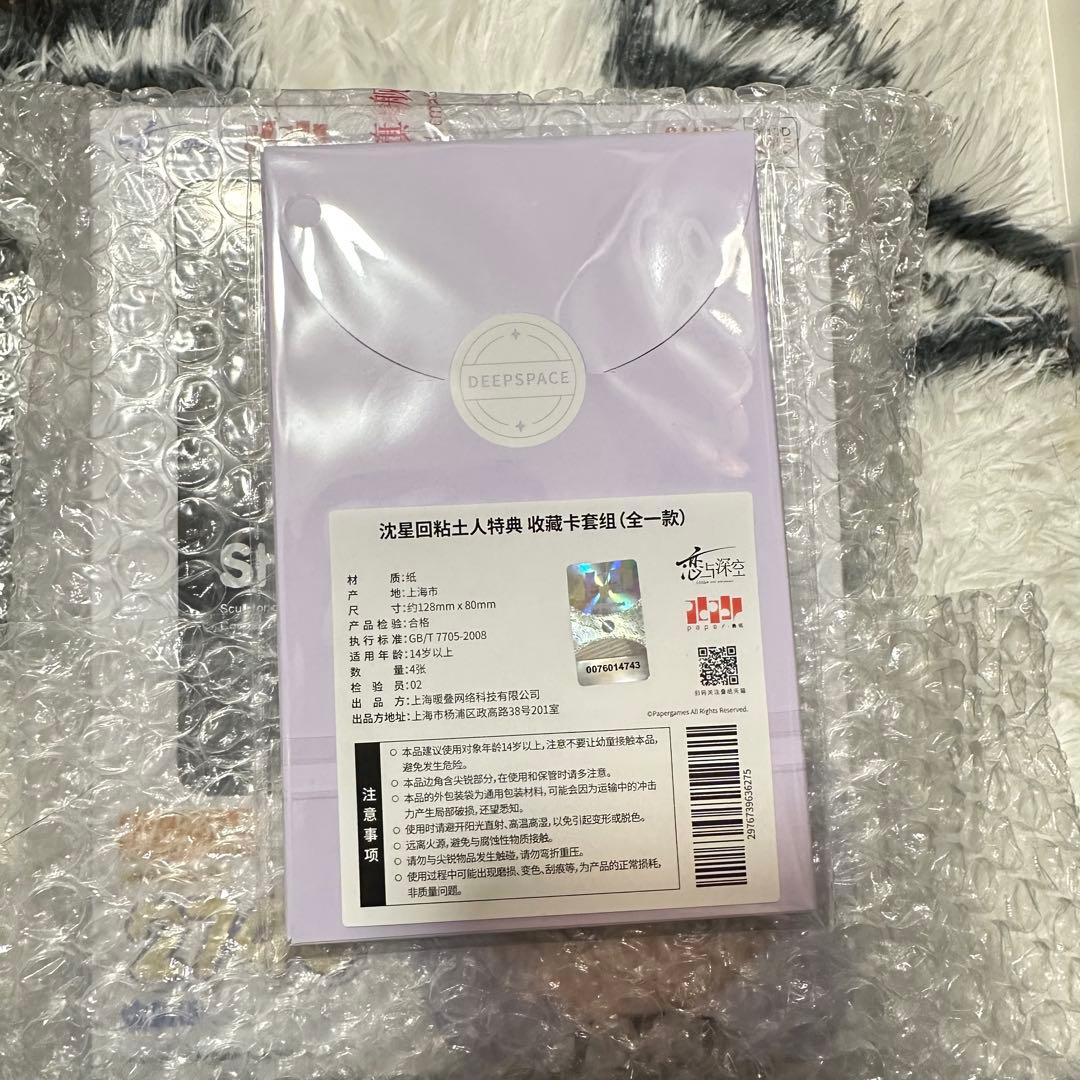 DEEPSPACE
沈星回粘土人特典 收藏卡套组(全一款)
材 质:纸
产 地:上海市
尺 寸:约128mm x 80mm
产品检验:合格
执行标准:GB/T 7705-2008
适用年龄:14岁以上
数 量:4张
检 验 员:02
出 品 方:上海暖叠网络科技有限公司
出品方地址:上海市杨浦区政高路38号201室
0076014743
恋与深空
paper·叠纸
扫码关注叠纸天猫
©Papergames All Rights Reserved.
注意事项
○ 本品建议使用对象年龄14岁以上,注意不要让幼童接触本品,
避免发生危险。
○ 本品边角含尖锐部分,在使用和保管时请多注意。
○ 本品的外包装袋为通用包装材料,可能会因为运输中的冲击
力产生局部破损,还望悉知。
○ 使用时请避开阳光直射、高温高湿,以免引起变形或脱色。
○ 远离火源,避免与腐蚀性物质接触。
○ 请勿与尖锐物品发生触碰,请勿弯折重压。
○ 使用过程中可能出现磨损、变色、刮痕等,为产品的正常损耗,
非质量问题。
2976739636275